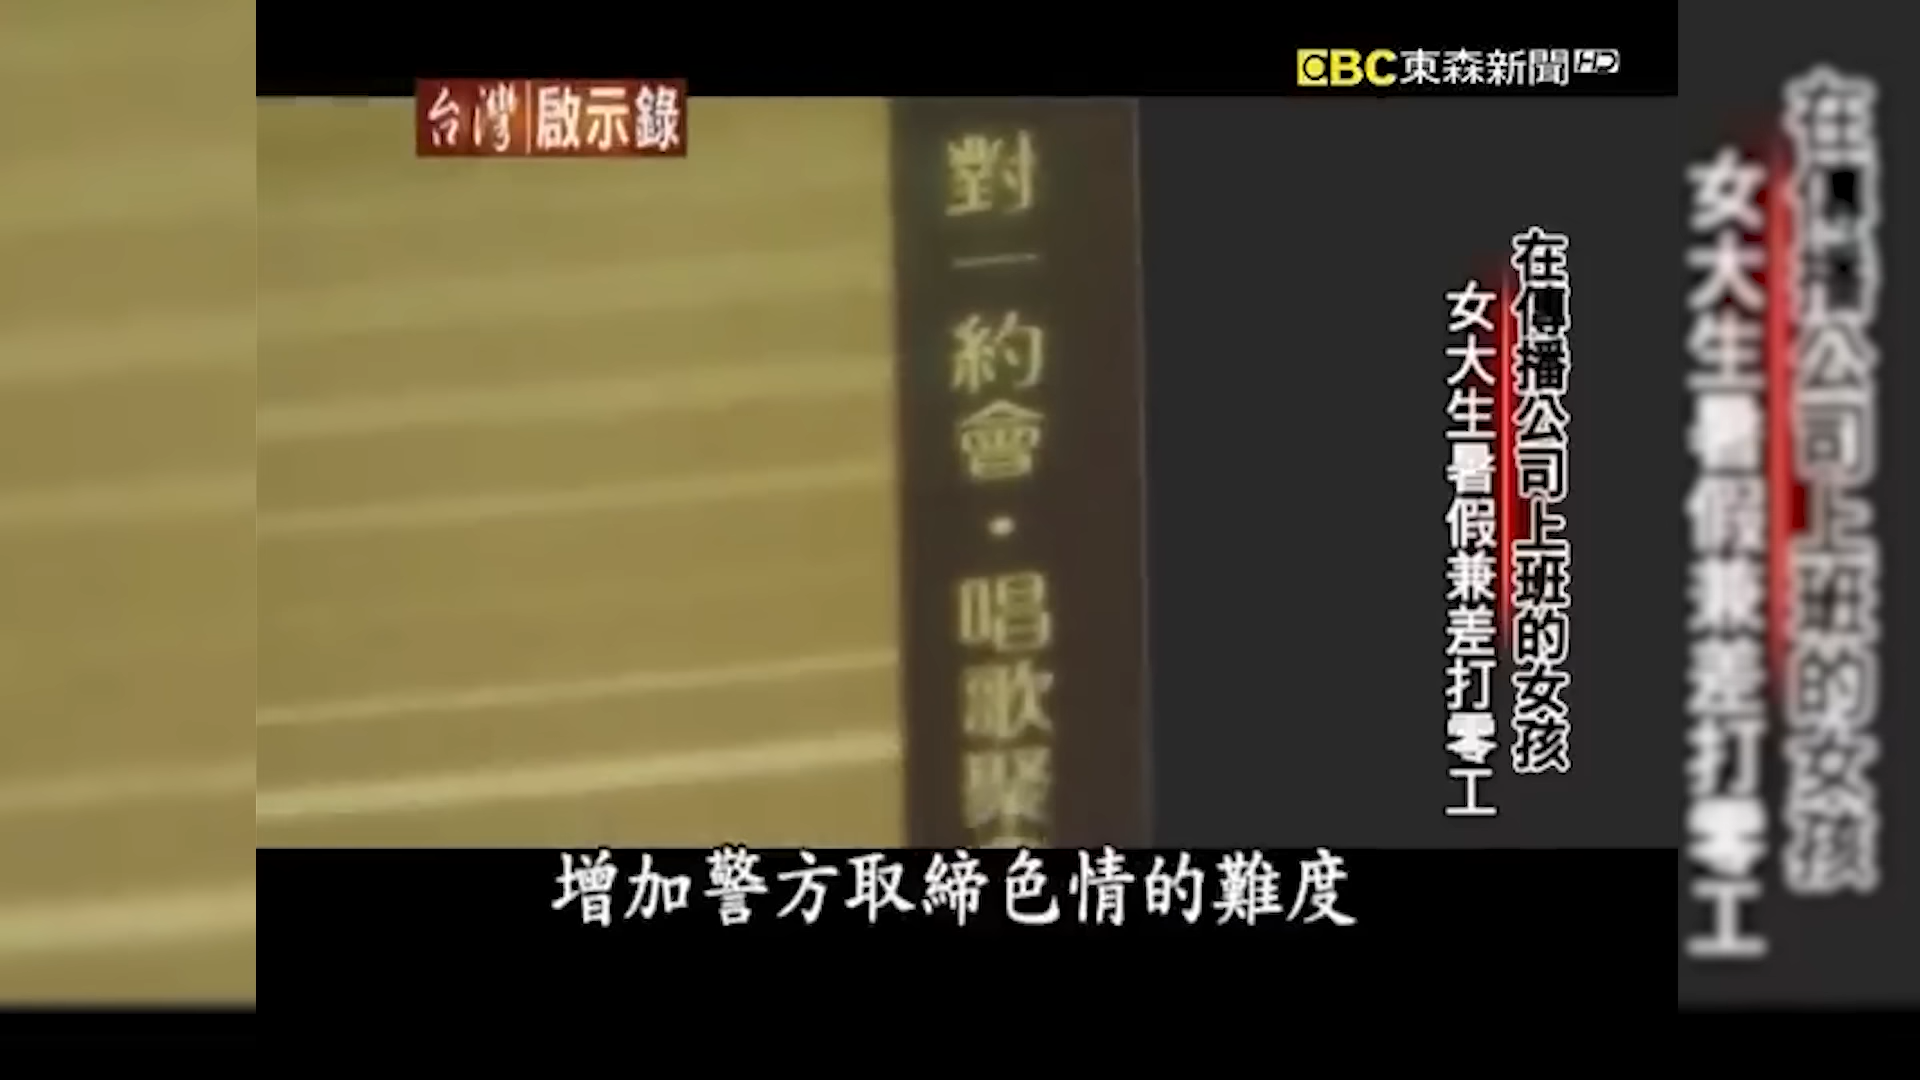 EBC東森新聞HD
台灣啟示錄
對一約會·唱歌聚
在傳播公司上班的女孩
女大生暑假兼差打零工
增加警方取締色情的難度